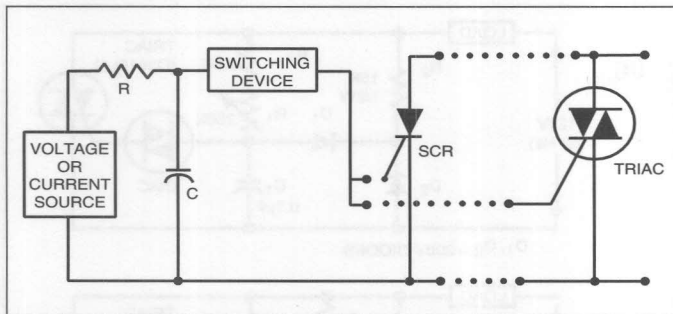 SWITCHING
DEVICE
R
VOLTAGE
OR
CURRENT
SOURCE
C
SCR
TRIAC